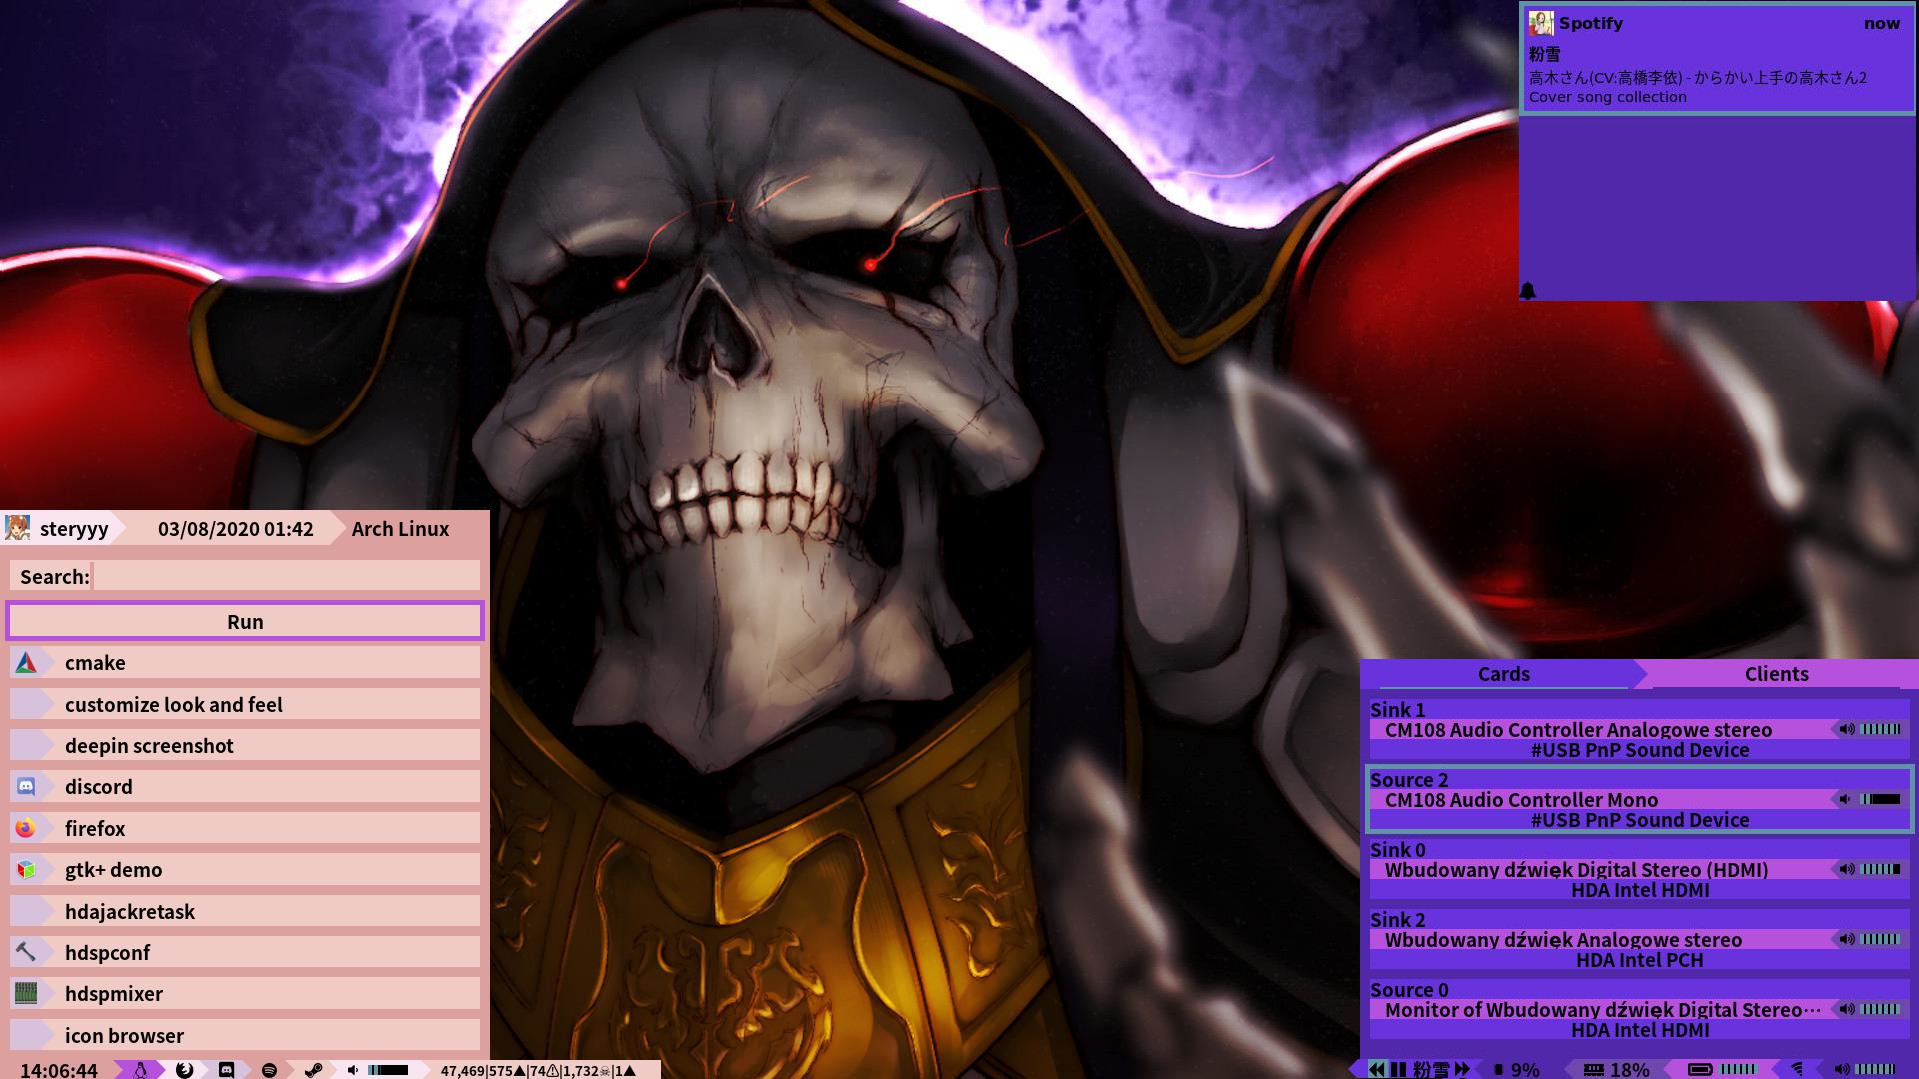 Spotify now
粉雪
高木さん(CV:高橋李依) - からかい上手の高木さん2
Cover song collection
steryyy 03/08/2020 01:42 Arch Linux
Search:
Run
cmake
customize look and feel
deepin screenshot
discord
firefox
gtk+ demo
hdajackretask
hdspconf
hdspmixer
icon browser
Cards Clients
Sink 1
CM108 Audio Controller Analogowe stereo
#USB PnP Sound Device
Source 2
CM108 Audio Controller Mono
#USB PnP Sound Device
Sink 0
Wbudowany dźwięk Digital Stereo (HDMI)
HDA Intel HDMI
Sink 2
Wbudowany dźwięk Analogowe stereo
HDA Intel PCH
Source 0
Monitor of Wbudowany dźwięk Digital Stereo…
HDA Intel HDMI
14:06:44 47,469|575▲|74⚠|1,732☠|1▲ 粉雪 9% 18%